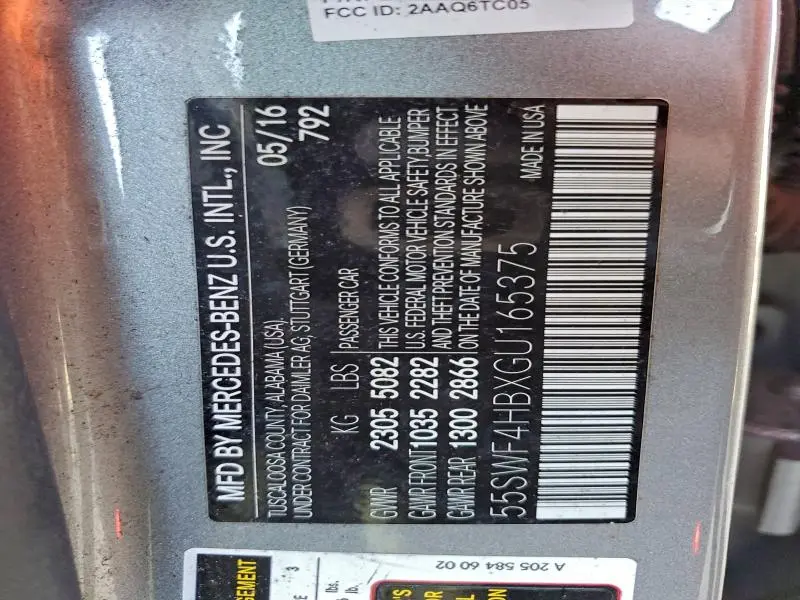 FCC ID: 2AAQ6TC05
MFD BY MERCEDES-BENZ U.S. INTL., INC
TUSCALOOSA COUNTY, ALABAMA (USA), 05/16
UNDER CONTRACT FOR DAIMLER AG, STUTTGART (GERMANY) 792
KG LBS PASSENGER CAR
GVWR 2305 5082 THIS VEHICLE CONFORMS TO ALL APPLICABLE
GAWR FRONT 1035 2282 U.S. FEDERAL MOTOR VEHICLE SAFETY, BUMPER
GAWR REAR 1300 2866 AND THEFT PREVENTION STANDARDS IN EFFECT
ON THE DATE OF MANUFACTURE SHOWN ABOVE
55SWF4HBXGU165375 MADE IN USA
A 205 584 60 02
3
lbs.
lb.